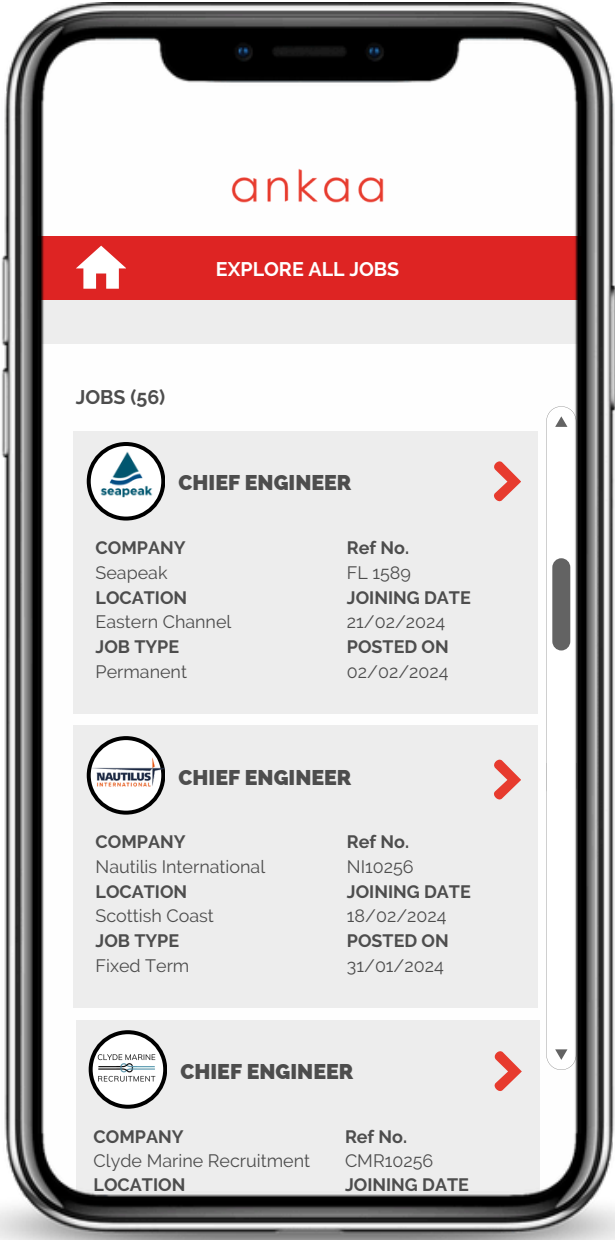 ankaa
EXPLORE ALL JOBS
JOBS (56)
seapeak
CHIEF ENGINEER
COMPANY Ref No.
Seapeak FL 1589
LOCATION JOINING DATE
Eastern Channel 21/02/2024
JOB TYPE POSTED ON
Permanent 02/02/2024
NAUTILUS
INTERNATIONAL
CHIEF ENGINEER
COMPANY Ref No.
Nautilis International NI10256
LOCATION JOINING DATE
Scottish Coast 18/02/2024
JOB TYPE POSTED ON
Fixed Term 31/01/2024
CLYDE MARINE
RECRUITMENT
CHIEF ENGINEER
COMPANY Ref No.
Clyde Marine Recruitment CMR10256
LOCATION JOINING DATE